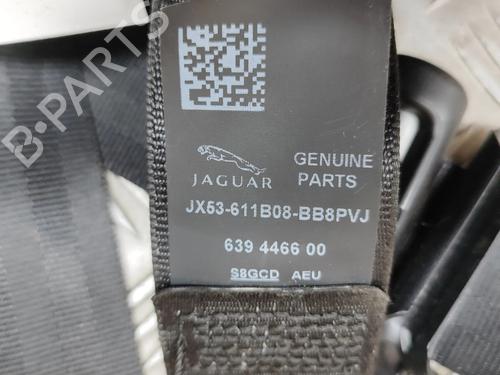 B-PARTS
GENUINE
JAGUAR PARTS
JX53-611B08-BB8PVJ
639 4466 00
S8GCD AEU